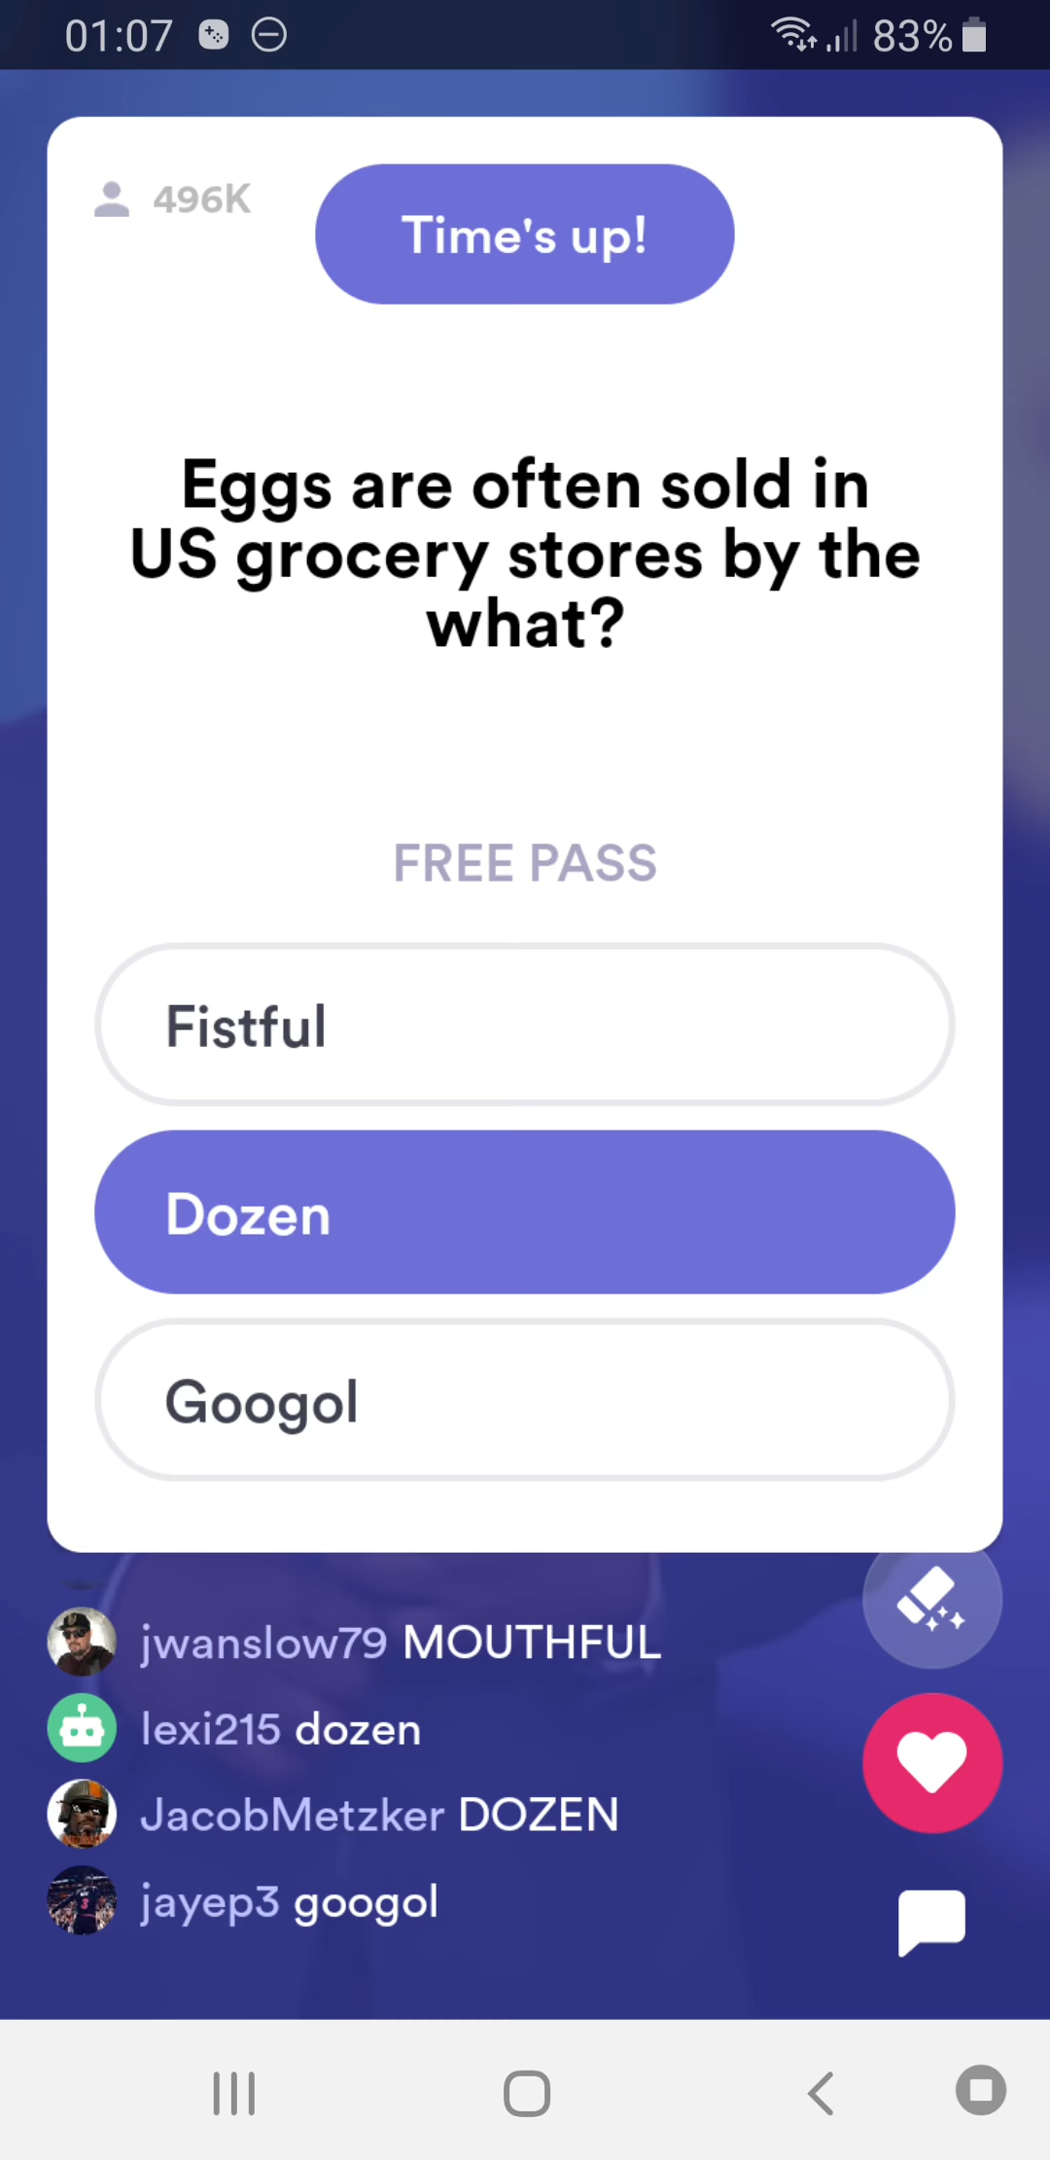 01:07
83%
496K
Time's up!
Eggs are often sold in
US grocery stores by the
what?
FREE PASS
Fistful
Dozen
Googol
jwanslow79 MOUTHFUL
lexi215 dozen
JacobMetzker DOZEN
jayep3 googol